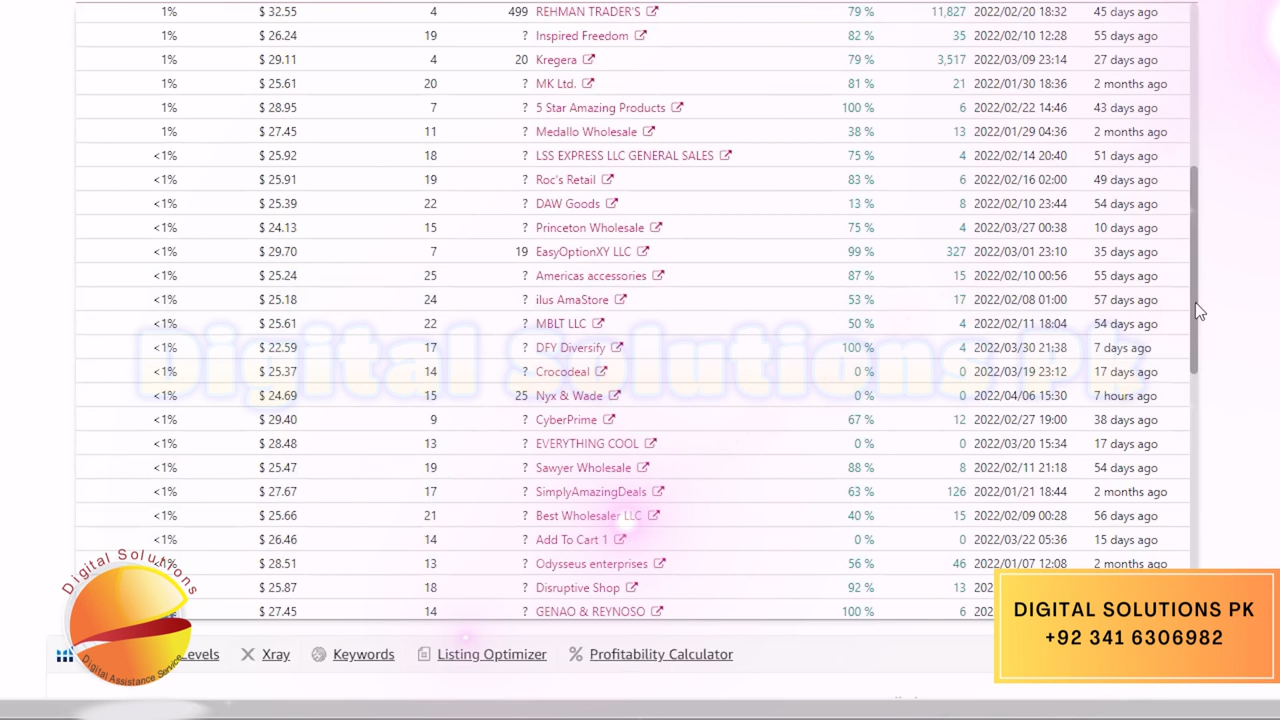 1% $ 32.55 4 499 REHMAN TRADER'S 79 % 11,827 2022/02/20 18:32 45 days ago
1% $ 26.24 19 ? Inspired Freedom 82 % 35 2022/02/10 12:28 55 days ago
1% $ 29.11 4 20 Kregera 79 % 3,517 2022/03/09 23:14 27 days ago
1% $ 25.61 20 ? MK Ltd. 81 % 21 2022/01/30 18:36 2 months ago
1% $ 28.95 7 ? 5 Star Amazing Products 100 % 6 2022/02/22 14:46 43 days ago
1% $ 27.45 11 ? Medallo Wholesale 38 % 13 2022/01/29 04:36 2 months ago
<1% $ 25.92 18 ? LSS EXPRESS LLC GENERAL SALES 75 % 4 2022/02/14 20:40 51 days ago
<1% $ 25.91 19 ? Roc's Retail 83 % 6 2022/02/16 02:00 49 days ago
<1% $ 25.39 22 ? DAW Goods 13 % 8 2022/02/10 23:44 54 days ago
<1% $ 24.13 15 ? Princeton Wholesale 75 % 4 2022/03/27 00:38 10 days ago
<1% $ 29.70 7 19 EasyOptionXY LLC 99 % 327 2022/03/01 23:10 35 days ago
<1% $ 25.24 25 ? Americas accessories 87 % 15 2022/02/10 00:56 55 days ago
<1% $ 25.18 24 ? ilus AmaStore 53 % 17 2022/02/08 01:00 57 days ago
<1% $ 25.61 22 ? MBLT LLC 50 % 4 2022/02/11 18:04 54 days ago
<1% $ 22.59 17 ? DFY Diversify 100 % 4 2022/03/30 21:38 7 days ago
Digital Solutions Pk
<1% $ 25.37 14 ? Crocodeal 0 % 0 2022/03/19 23:12 17 days ago
<1% $ 24.69 15 25 Nyx & Wade 0 % 0 2022/04/06 15:30 7 hours ago
<1% $ 29.40 9 ? CyberPrime 67 % 12 2022/02/27 19:00 38 days ago
<1% $ 28.48 13 ? EVERYTHING COOL 0 % 0 2022/03/20 15:34 17 days ago
<1% $ 25.47 19 ? Sawyer Wholesale 88 % 8 2022/02/11 21:18 54 days ago
<1% $ 27.67 17 ? SimplyAmazingDeals 63 % 126 2022/01/21 18:44 2 months ago
<1% $ 25.66 21 ? Best Wholesaler LLC 40 % 15 2022/02/09 00:28 56 days ago
<1% $ 26.46 14 ? Add To Cart 1 0 % 0 2022/03/22 05:36 15 days ago
$ 28.51 13 ? Odysseus enterprises 56 % 46 2022/01/07 12:08 2 months ago
$ 25.87 18 ? Disruptive Shop 92 % 13
$ 27.45 14 ? GENAO & REYNOSO 100 % 6
Digital Solutions
Digital Assistance Service
DIGITAL SOLUTIONS PK
+92 341 6306982
Xray Keywords Listing Optimizer Profitability Calculator